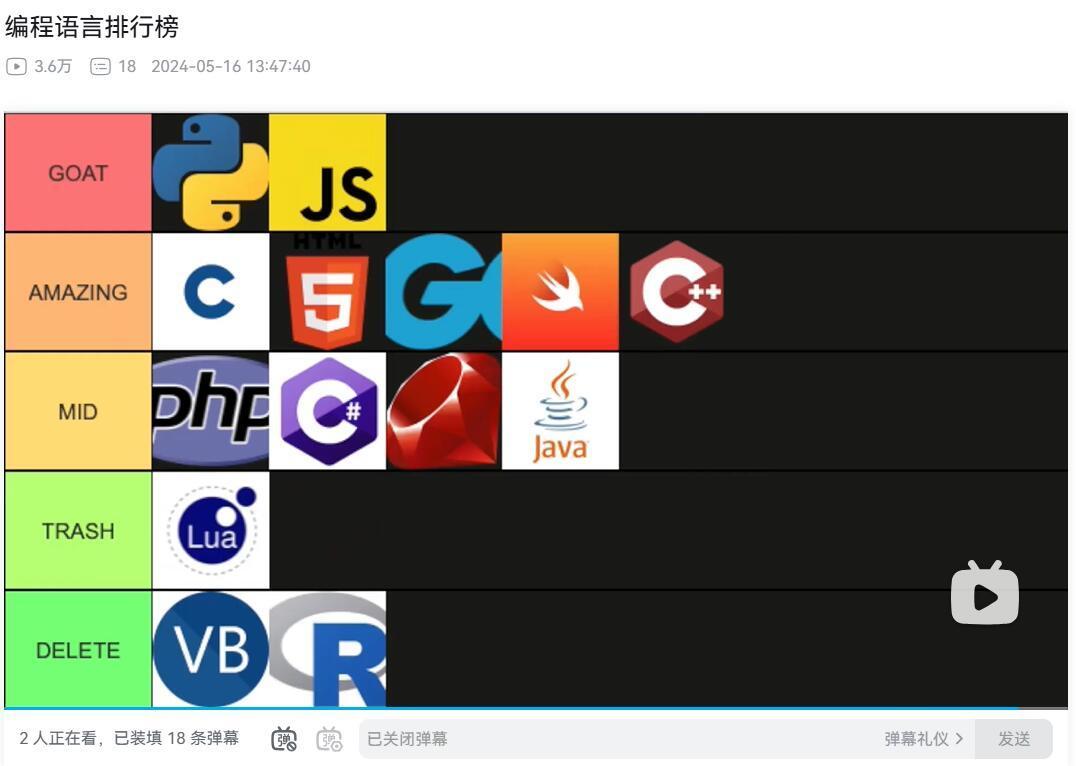 编程语言排行榜
3.6万 18 2024-05-16 13:47:40
GOAT
JS
AMAZING
C
HTML
5
GO
C++
MID
php
C#
Java
TRASH
Lua
DELETE
VB
R
2 人正在看，已装填 18 条弹幕 弹 弹 已关闭弹幕 弹幕礼仪 > 发送